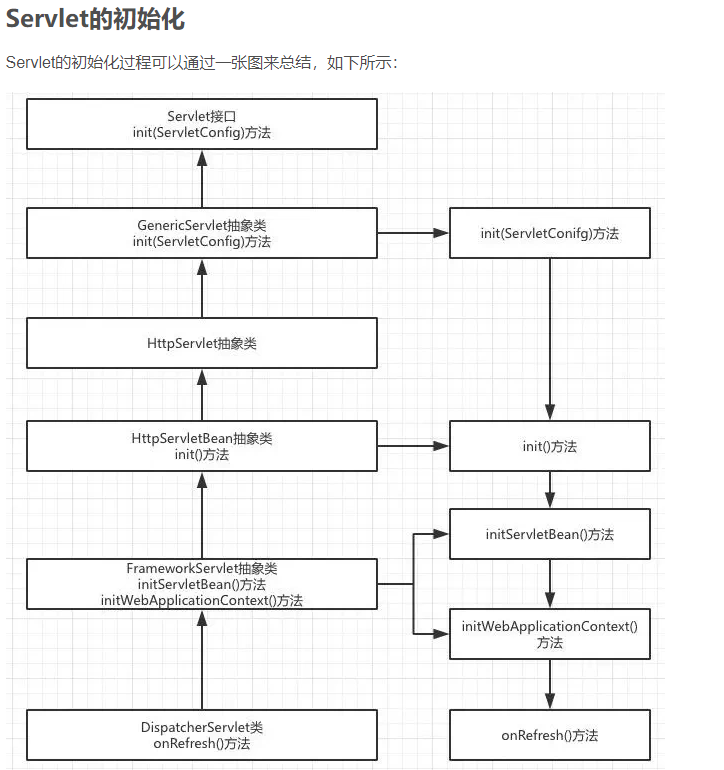 Servlet的初始化
Servlet的初始化过程可以通过一张图来总结，如下所示：
Servlet接口
init(ServletConfig)方法
GenericServlet抽象类
init(ServletConfig)方法
init(ServletConifg)方法
HttpServlet抽象类
HttpServletBean抽象类
init()方法
init()方法
initServletBean()方法
FrameworkServlet抽象类
initServletBean()方法
initWebApplicationContext()方法
initWebApplicationContext()
方法
DispatcherServlet类
onRefresh()方法
onRefresh()方法